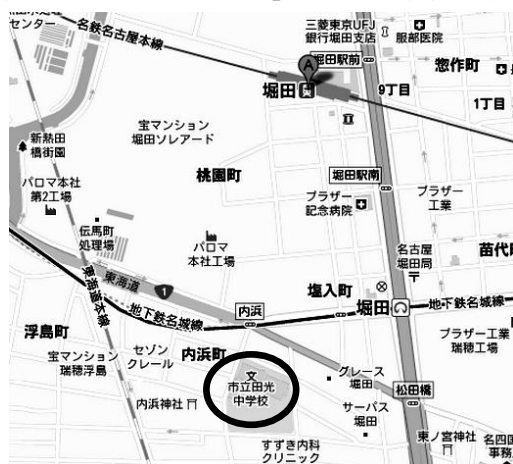 センター
名鉄名古屋本線
三菱東京UFJ
銀行堀田支店
服部医院
堀田駅前
惣作町
A
堀田
9丁目
1丁目
新熱田
橋街園
宝マンション
堀田ソレアード
パロマ本社
第2工場
桃園町
堀田駅南
ブラザー
記念病院
ブラザー
工業
伝馬町
処理場
パロマ
本社工場
名古屋
堀田局
苗代町
東海道
1
東海道本線
塩入町
内浜
堀田
地下鉄名城線
地下鉄名城線
浮島町
セゾン
クレール
内浜町
ブラザー工業
瑞穂工場
宝マンション
瑞穂浮島
文
市立田光
中学校
グレース
堀田
松田橋
内浜神社
サーパス
堀田
東ノ宮神社
名四国
事務
すずき内科
クリニック